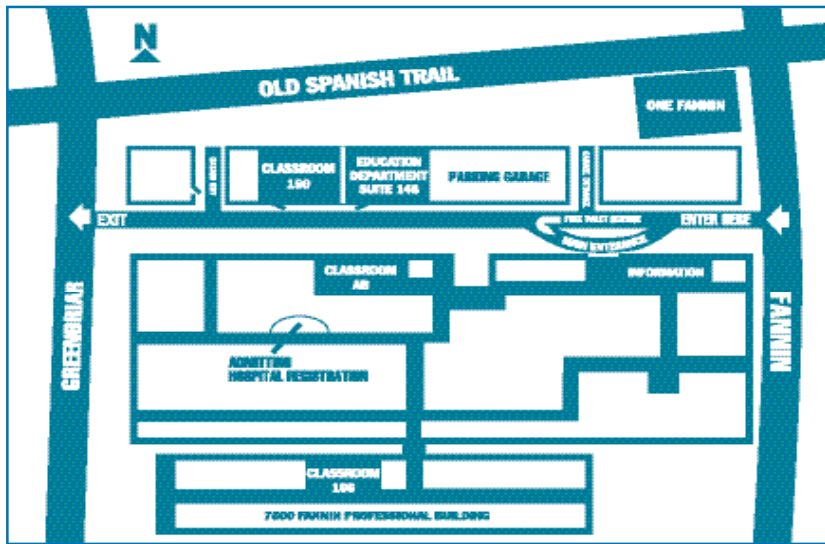 N
OLD SPANISH TRAIL
ONE FANNIN
CLASSROOM
190
EDUCATION
DEPARTMENT
SUITE 146
PARKING GARAGE
EXIT
FREE VALET SERVICE
ENTER HERE
MAIN ENTRANCE
CLASSROOM
AB
INFORMATION
GREENBRIAR
FANNIN
ADMITTING
HOSPITAL REGISTRATION
CLASSROOM
106
7800 FANNIN PROFESSIONAL BUILDING